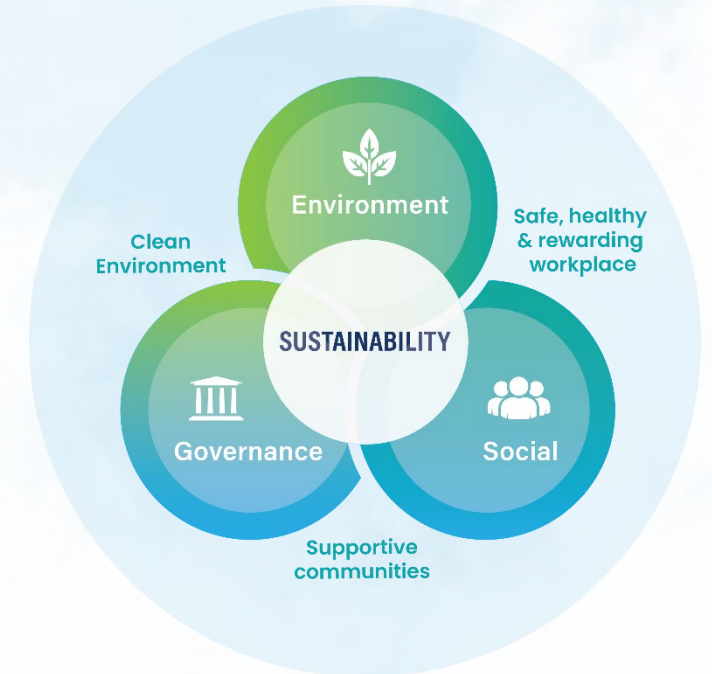 Environment
Safe, healthy
& rewarding
workplace
Clean
Environment
SUSTAINABILITY
Governance
Social
Supportive
communities